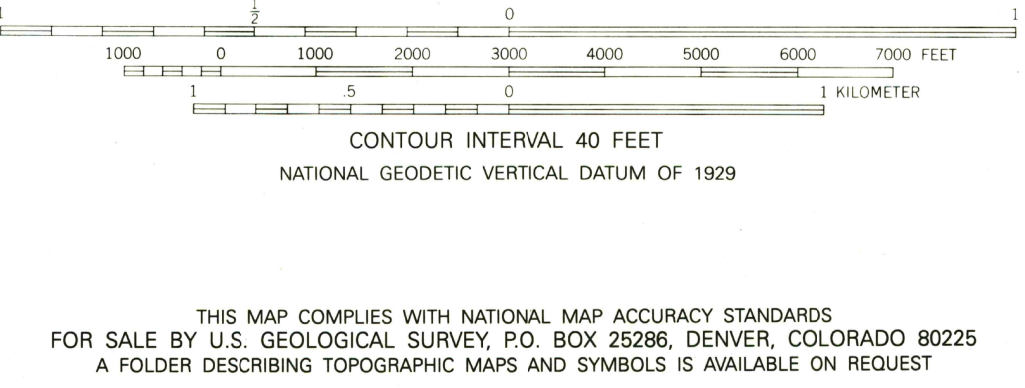 1 1/2 0 1
1000 0 1000 2000 3000 4000 5000 6000 7000 FEET
1 .5 0 1 KILOMETER
CONTOUR INTERVAL 40 FEET
NATIONAL GEODETIC VERTICAL DATUM OF 1929
THIS MAP COMPLIES WITH NATIONAL MAP ACCURACY STANDARDS
FOR SALE BY U.S. GEOLOGICAL SURVEY, P.O. BOX 25286, DENVER, COLORADO 80225
A FOLDER DESCRIBING TOPOGRAPHIC MAPS AND SYMBOLS IS AVAILABLE ON REQUEST